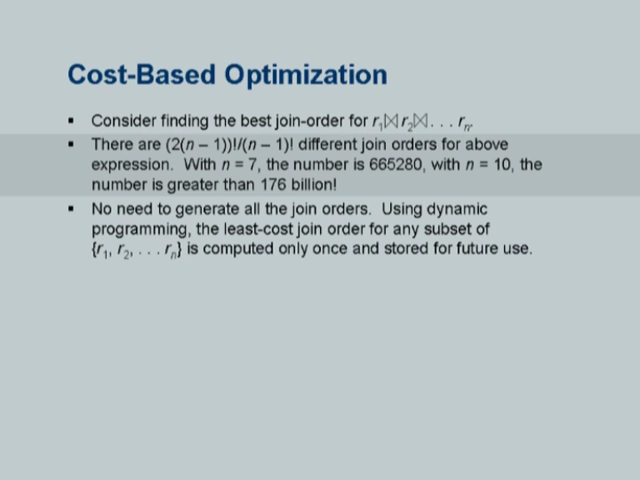 Cost-Based Optimization
▪ Consider finding the best join-order for r1⋈ r2⋈ . . . rn.
▪ There are (2(n – 1))!/(n – 1)! different join orders for above
expression. With n = 7, the number is 665280, with n = 10, the
number is greater than 176 billion!
▪ No need to generate all the join orders. Using dynamic
programming, the least-cost join order for any subset of
{r1, r2, . . . rn} is computed only once and stored for future use.